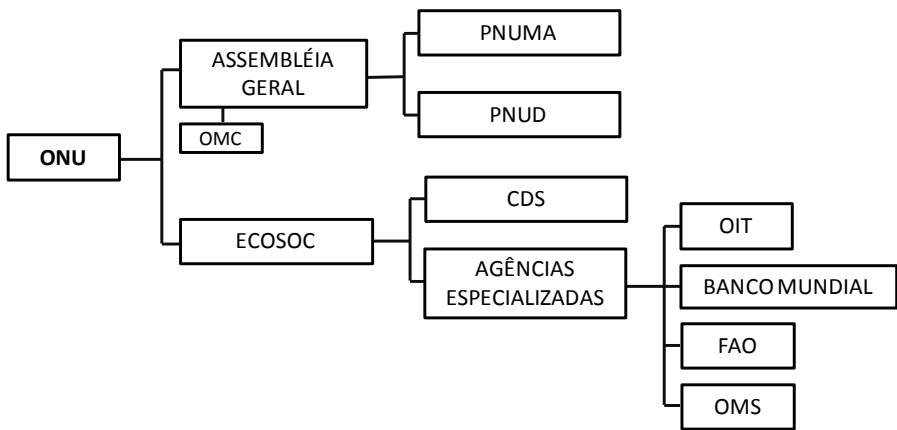 ONU
ASSEMBLÉIA
GERAL
OMC
PNUMA
PNUD
ECOSOC
CDS
AGÊNCIAS
ESPECIALIZADAS
OIT
BANCO MUNDIAL
FAO
OMS